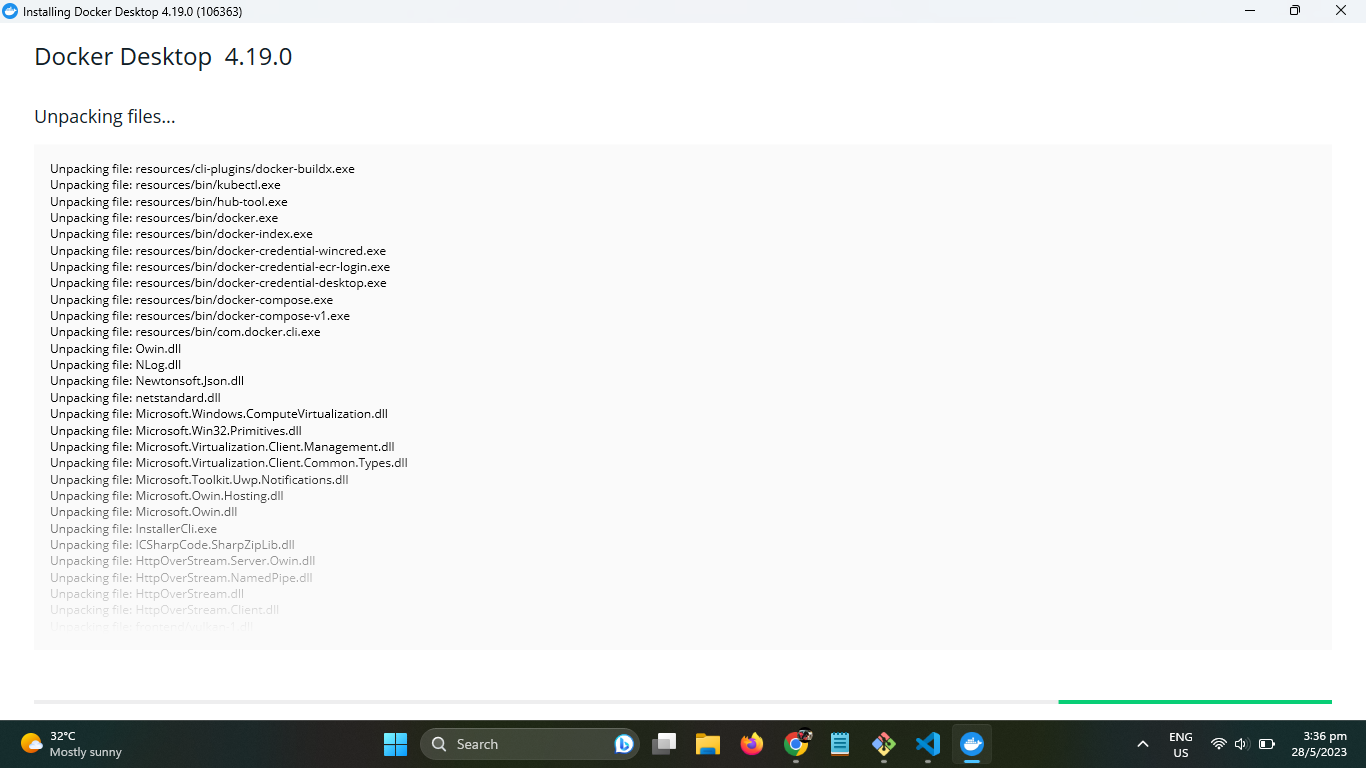 Installing Docker Desktop 4.19.0 (106363)
Docker Desktop 4.19.0
Unpacking files...
Unpacking file: resources/cli-plugins/docker-buildx.exe
Unpacking file: resources/bin/kubectl.exe
Unpacking file: resources/bin/hub-tool.exe
Unpacking file: resources/bin/docker.exe
Unpacking file: resources/bin/docker-index.exe
Unpacking file: resources/bin/docker-credential-wincred.exe
Unpacking file: resources/bin/docker-credential-ecr-login.exe
Unpacking file: resources/bin/docker-credential-desktop.exe
Unpacking file: resources/bin/docker-compose.exe
Unpacking file: resources/bin/docker-compose-v1.exe
Unpacking file: resources/bin/com.docker.cli.exe
Unpacking file: Owin.dll
Unpacking file: NLog.dll
Unpacking file: Newtonsoft.Json.dll
Unpacking file: netstandard.dll
Unpacking file: Microsoft.Windows.ComputeVirtualization.dll
Unpacking file: Microsoft.Win32.Primitives.dll
Unpacking file: Microsoft.Virtualization.Client.Management.dll
Unpacking file: Microsoft.Virtualization.Client.Common.Types.dll
Unpacking file: Microsoft.Toolkit.Uwp.Notifications.dll
Unpacking file: Microsoft.Owin.Hosting.dll
Unpacking file: Microsoft.Owin.dll
Unpacking file: InstallerCli.exe
Unpacking file: ICSharpCode.SharpZipLib.dll
Unpacking file: HttpOverStream.Server.Owin.dll
Unpacking file: HttpOverStream.NamedPipe.dll
Unpacking file: HttpOverStream.dll
Unpacking file: HttpOverStream.Client.dll
Unpacking file: frontend/vulkan-1.dll
32°C
Mostly sunny
Search
ENG
US
3:36 pm
28/5/2023